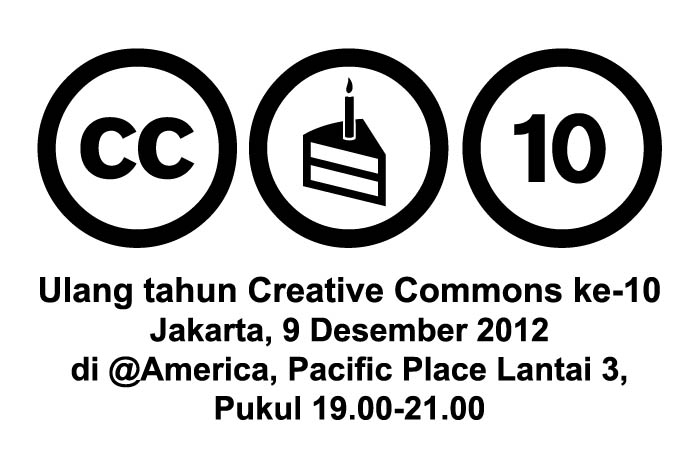 CC 10
Ulang tahun Creative Commons ke-10
Jakarta, 9 Desember 2012
di @America, Pacific Place Lantai 3,
Pukul 19.00-21.00